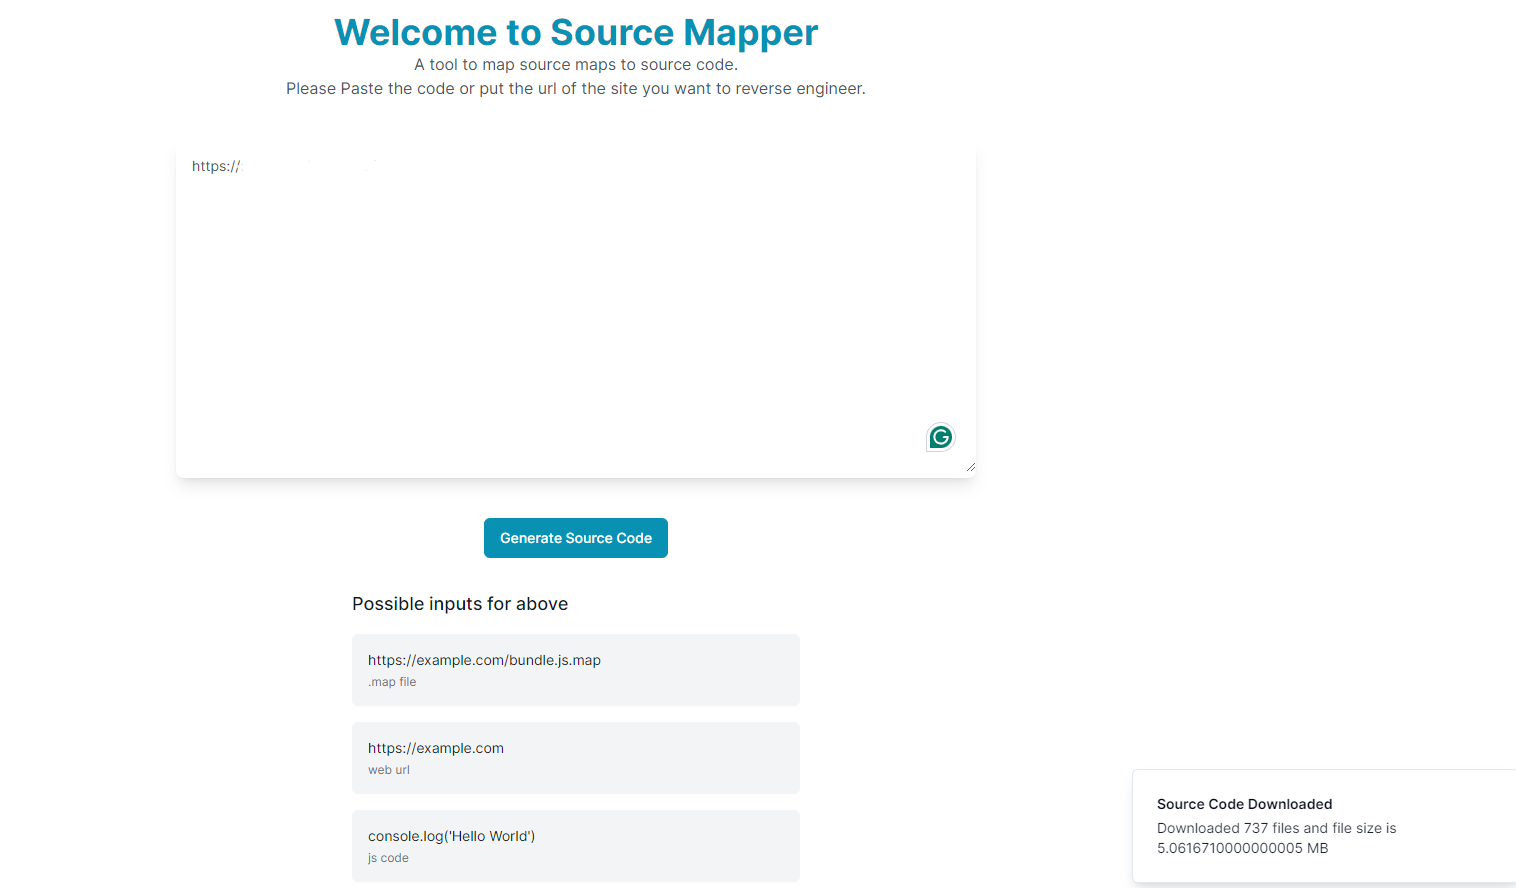 Welcome to Source Mapper
A tool to map source maps to source code.
Please Paste the code or put the url of the site you want to reverse engineer.
https://
Generate Source Code
Possible inputs for above
https://example.com/bundle.js.map
.map file
https://example.com
web url
console.log('Hello World')
js code
Source Code Downloaded
Downloaded 737 files and file size is
5.0616710000000005 MB